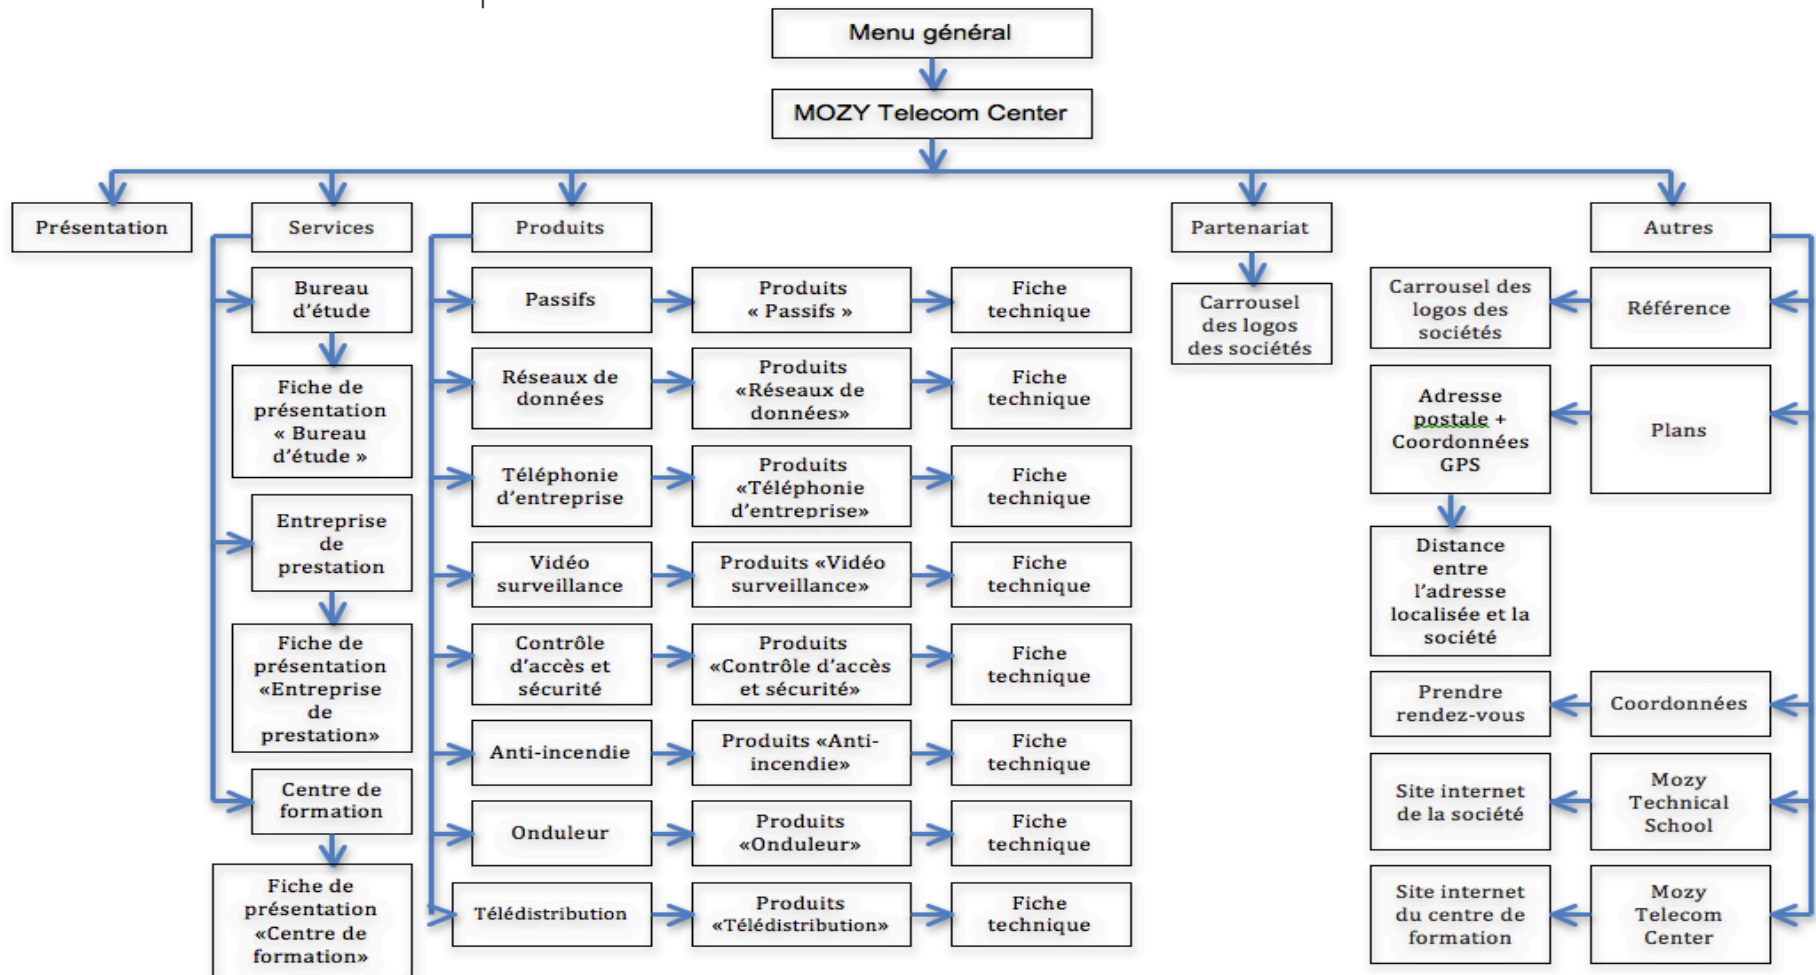 Menu général
MOZY Telecom Center
Présentation
Services
Produits
Partenariat
Autres
Bureau
d'étude
Fiche de
présentation
« Bureau
d'étude »
Entreprise
de
prestation
Fiche de
présentation
«Entreprise
de
prestation»
Centre de
formation
Fiche de
présentation
«Centre de
formation»
Passifs
Produits
« Passifs »
Fiche
technique
Réseaux de
données
Produits
«Réseaux de
données»
Fiche
technique
Téléphonie
d'entreprise
Produits
«Téléphonie
d'entreprise»
Fiche
technique
Vidéo
surveillance
Produits «Vidéo
surveillance»
Fiche
technique
Contrôle
d'accès et
sécurité
Produits
«Contrôle d'accès
et sécurité»
Fiche
technique
Anti-incendie
Produits «Anti-
incendie»
Fiche
technique
Onduleur
Produits
«Onduleur»
Fiche
technique
Télédistribution
Produits
«Télédistribution»
Fiche
technique
Carrousel
des logos
des sociétés
Référence
Carrousel des
logos des
sociétés
Plans
Adresse
postale +
Coordonnées
GPS
Distance
entre
l'adresse
localisée et la
société
Coordonnées
Prendre
rendez-vous
Mozy
Technical
School
Site internet
de la société
Mozy
Telecom
Center
Site internet
du centre de
formation